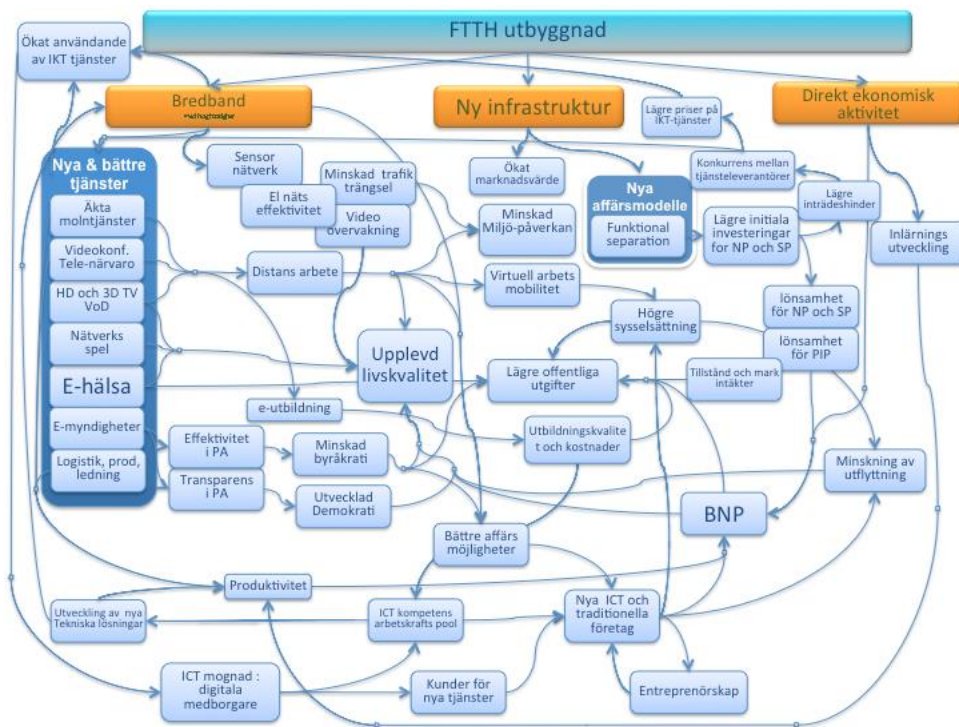 FTTH utbyggnad
Ökat användande
av IKT tjänster
Bredband
Ny infrastruktur
Direkt ekonomisk
aktivitet
Lägre priser på
IKT-tjänster
Nya & bättre
tjänster
Äkta
molntjänster
Videokonf.
Tele-närvaro
HD och 3D TV
VoD
Nätverks
spel
E-hälsa
E-myndigheter
Logistik, prod,
ledning
Sensor
nätverk
El näts
effektivitet
Minskad trafik
trängsel
Video
övervakning
Ökat
marknadsvärde
Nya
affärsmodelle
Functional
separation
Konkurrens mellan
tjänsteleverantörer
Lägre
inträdeshinder
Lägre initiala
investeringar
for NP och SP
Inlärnings
utveckling
Minskad
Miljö-påverkan
Distans arbete
Virtuell arbets
mobilitet
lönsamhet
för NP och SP
lönsamhet
för PIP
Högre
sysselsättning
Upplevd
livskvalitet
Lägre offentliga
utgifter
Tillstånd och mark
intäkter
e-utbildning
Utbildningskvalite
t och kostnader
Effektivitet
i PA
Minskad
byråkrati
Transparens
i PA
Utvecklad
Demokrati
Minskning av
utflyttning
BNP
Bättre affärs
möjligheter
Produktivitet
Utveckling av nya
Tekniska lösningar
ICT kompetens
arbetskrafts pool
Nya ICT och
traditionella
företag
ICT mognad :
digitala
medborgare
Kunder för
nya tjänster
Entreprenörskap